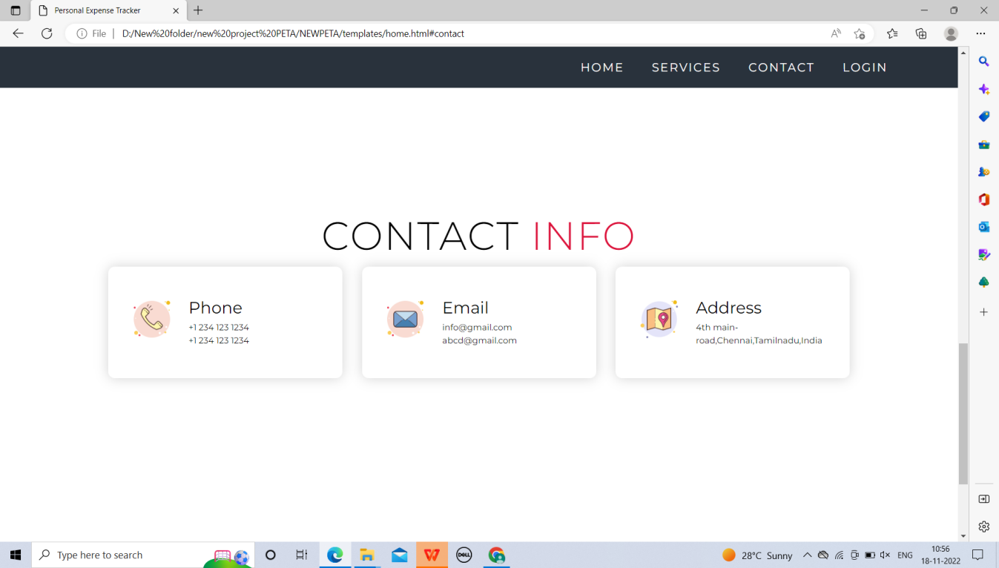 Personal Expense Tracker
File
D:/New%20folder/new%20project%20PETA/NEWPETA/templates/home.html#contact
HOME SERVICES CONTACT LOGIN
CONTACT INFO
Phone
+1 234 123 1234
+1 234 123 1234
Email
info@gmail.com
abcd@gmail.com
Address
4th main-
road,Chennai,Tamilnadu,India
Type here to search
DELL
28°C Sunny
ENG
10:56
18-11-2022